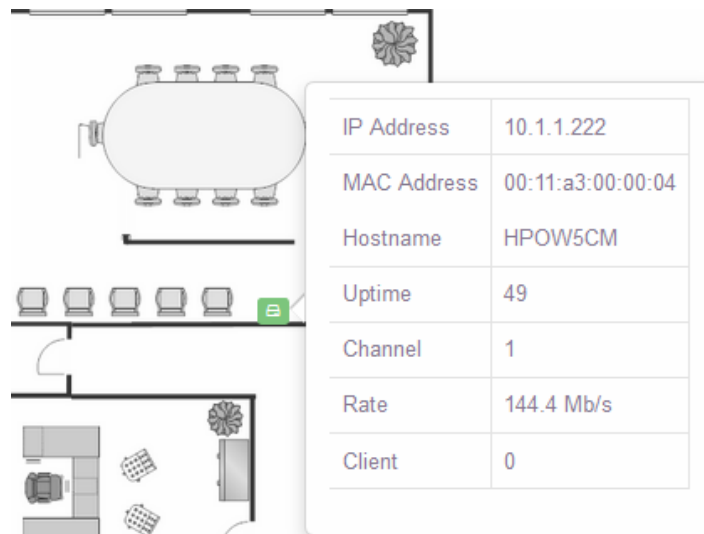 IP Address 10.1.1.222
MAC Address 00:11:a3:00:00:04
Hostname HPOW5CM
Uptime 49
Channel 1
Rate 144.4 Mb/s
Client 0